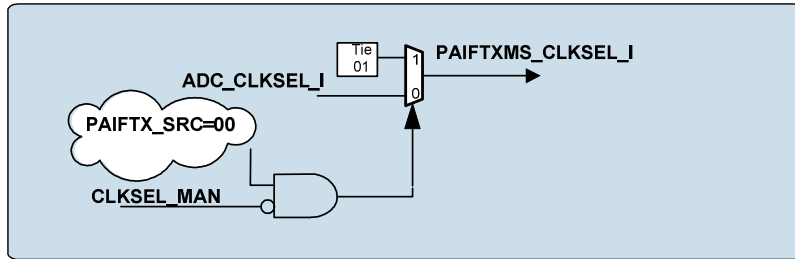 Tie
01
1
PAIFTXMS_CLKSEL_I
ADC_CLKSEL_I
0
PAIFTX_SRC=00
CLKSEL_MAN